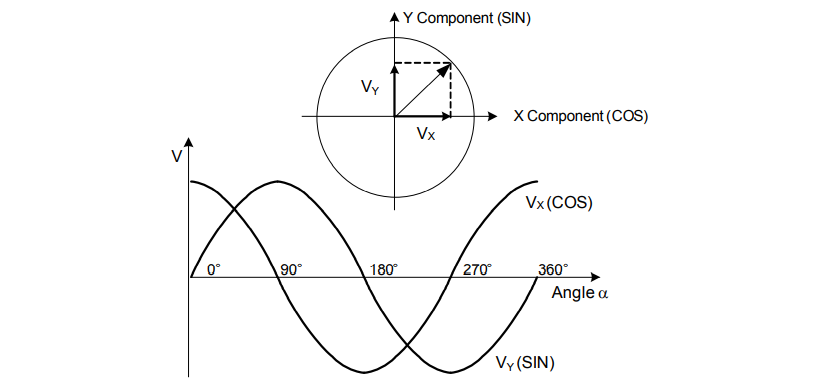 Y Component (SIN)
VY
X Component (COS)
VX
V
VX (COS)
0° 90° 180° 270° 360°
Angle α
VY (SIN)